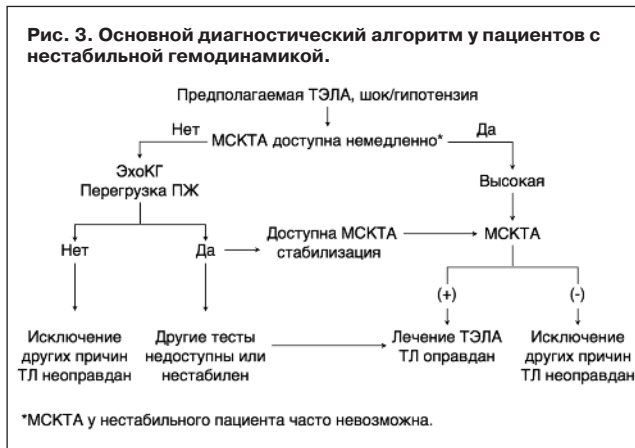 Рис. 3. Основной диагностический алгоритм у пациентов с
нестабильной гемодинамикой.
Предполагаемая ТЭЛА, шок/гипотензия
Нет
МСКТА доступна немедленно*
Да
ЭхоКГ
Перегрузка ПЖ
Высокая
Нет
Да
Доступна МСКТА
стабилизация
МСКТА
(+)
(-)
Исключение
других причин
ТЛ неоправдан
Другие тесты
недоступны или
нестабилен
Лечение ТЭЛА
ТЛ оправдан
Исключение
других причин
ТЛ неоправдан
*МСКТА у нестабильного пациента часто невозможна.